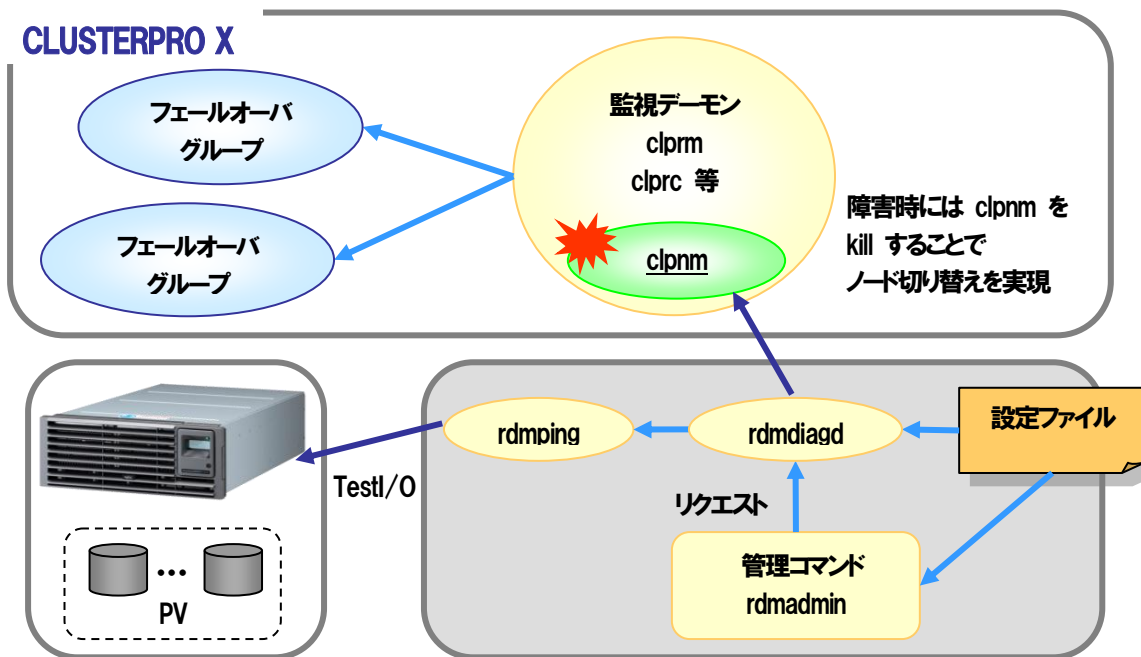 CLUSTERPRO X
フェールオーバ
グループ
フェールオーバ
グループ
監視デーモン
clprm
clprc 等
clpnm
障害時には clpnm を
kill することで
ノード切り替えを実現
TestI/O
PV
rdmping
rdmdiagd
設定ファイル
リクエスト
管理コマンド
rdmadmin